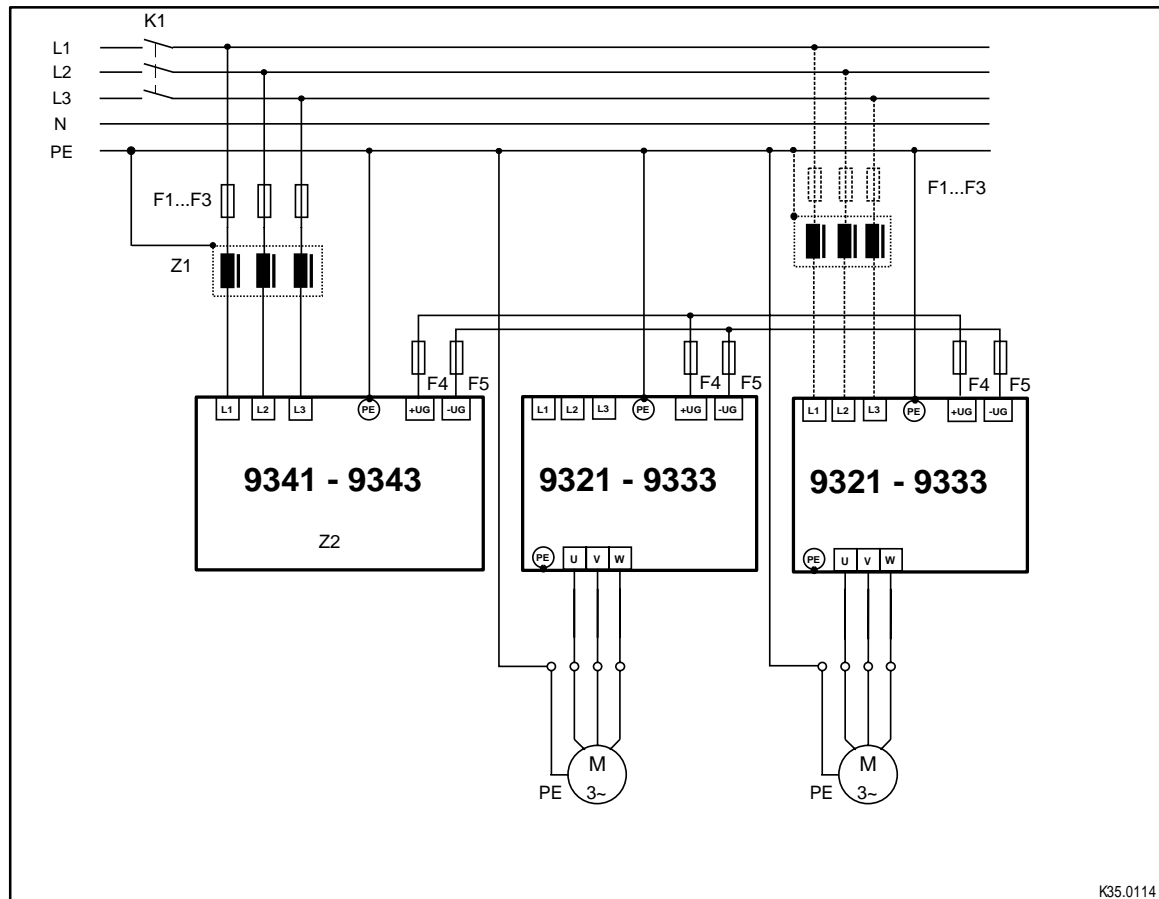 K1
L1
L2
L3
N
PE
F1...F3
F1...F3
Z1
F4
F5
F4
F5
F4
F5
L1 L2 L3 PE +UG -UG
L1 L2 L3 PE +UG -UG
L1 L2 L3 PE +UG -UG
9341 - 9343
9321 - 9333
9321 - 9333
Z2
PE U V W
PE U V W
M
3~
PE
M
3~
PE
K35.0114